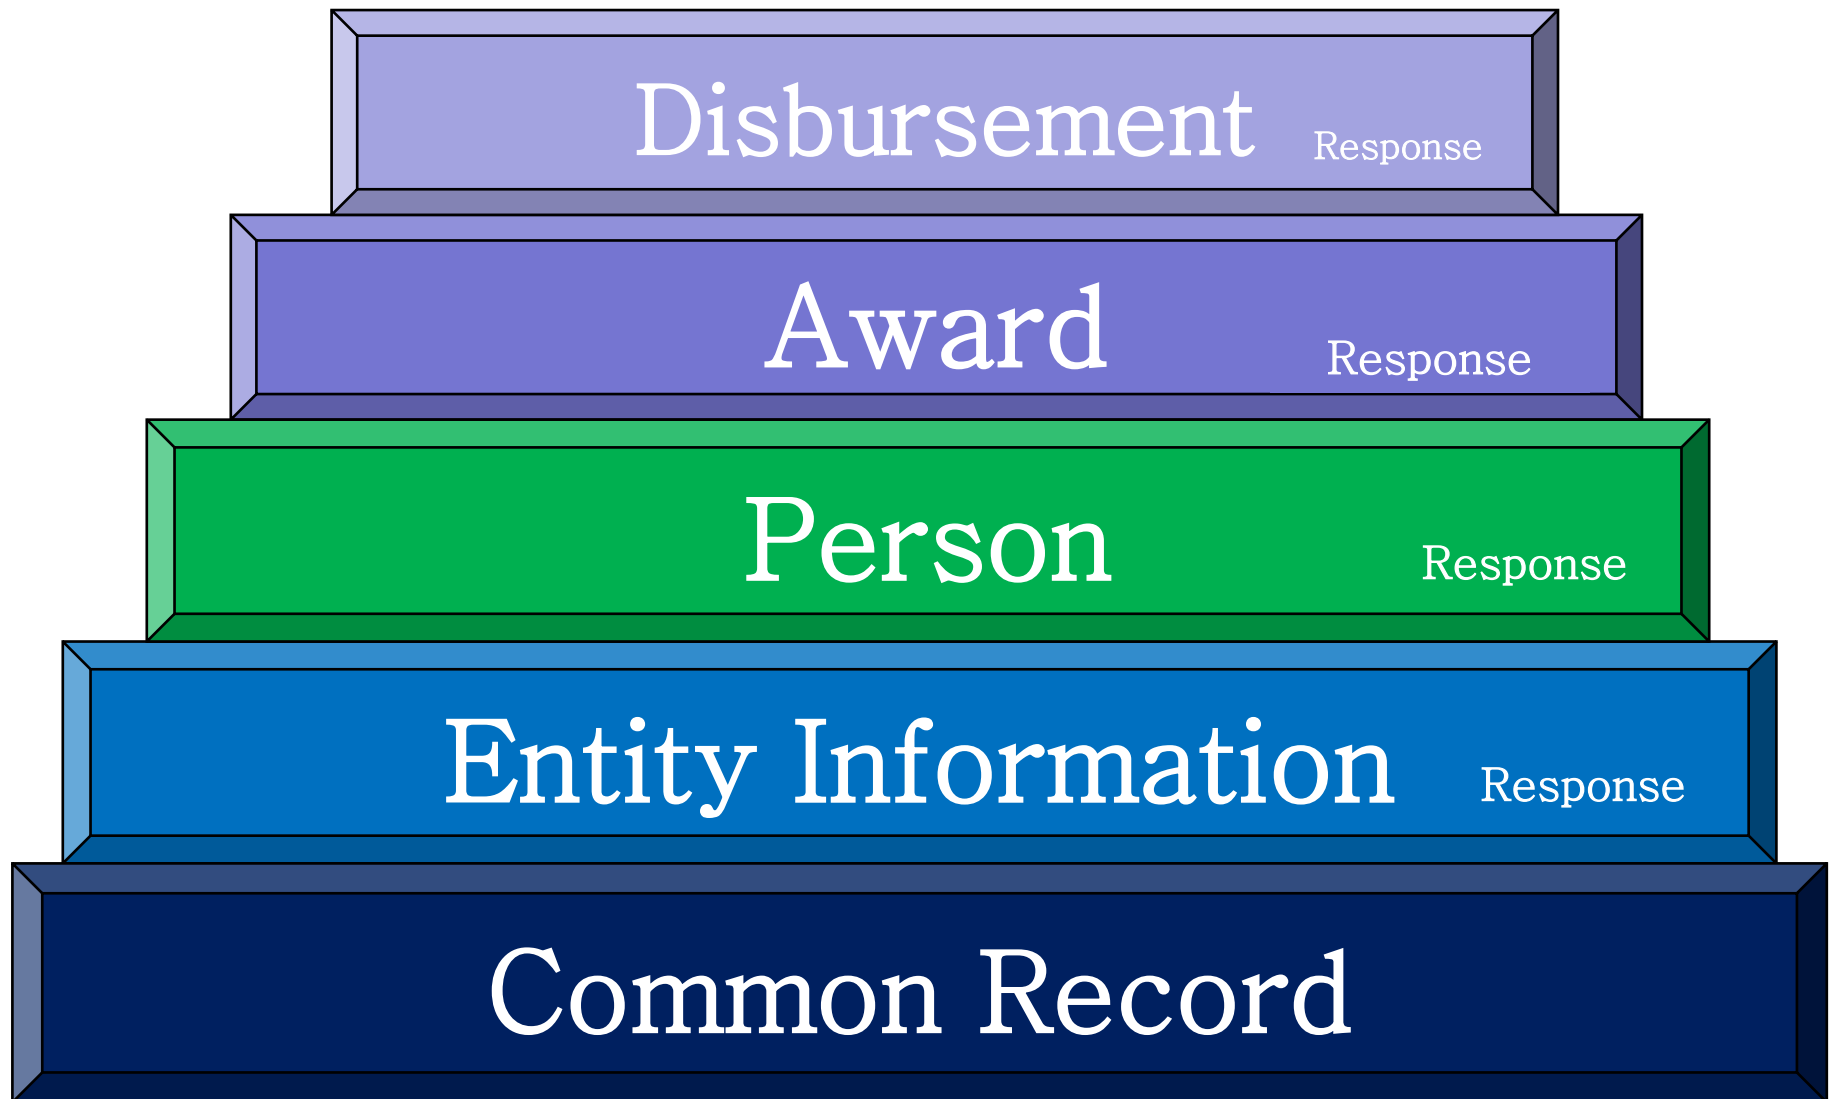 Disbursement Response
Award Response
Person Response
Entity Information Response
Common Record